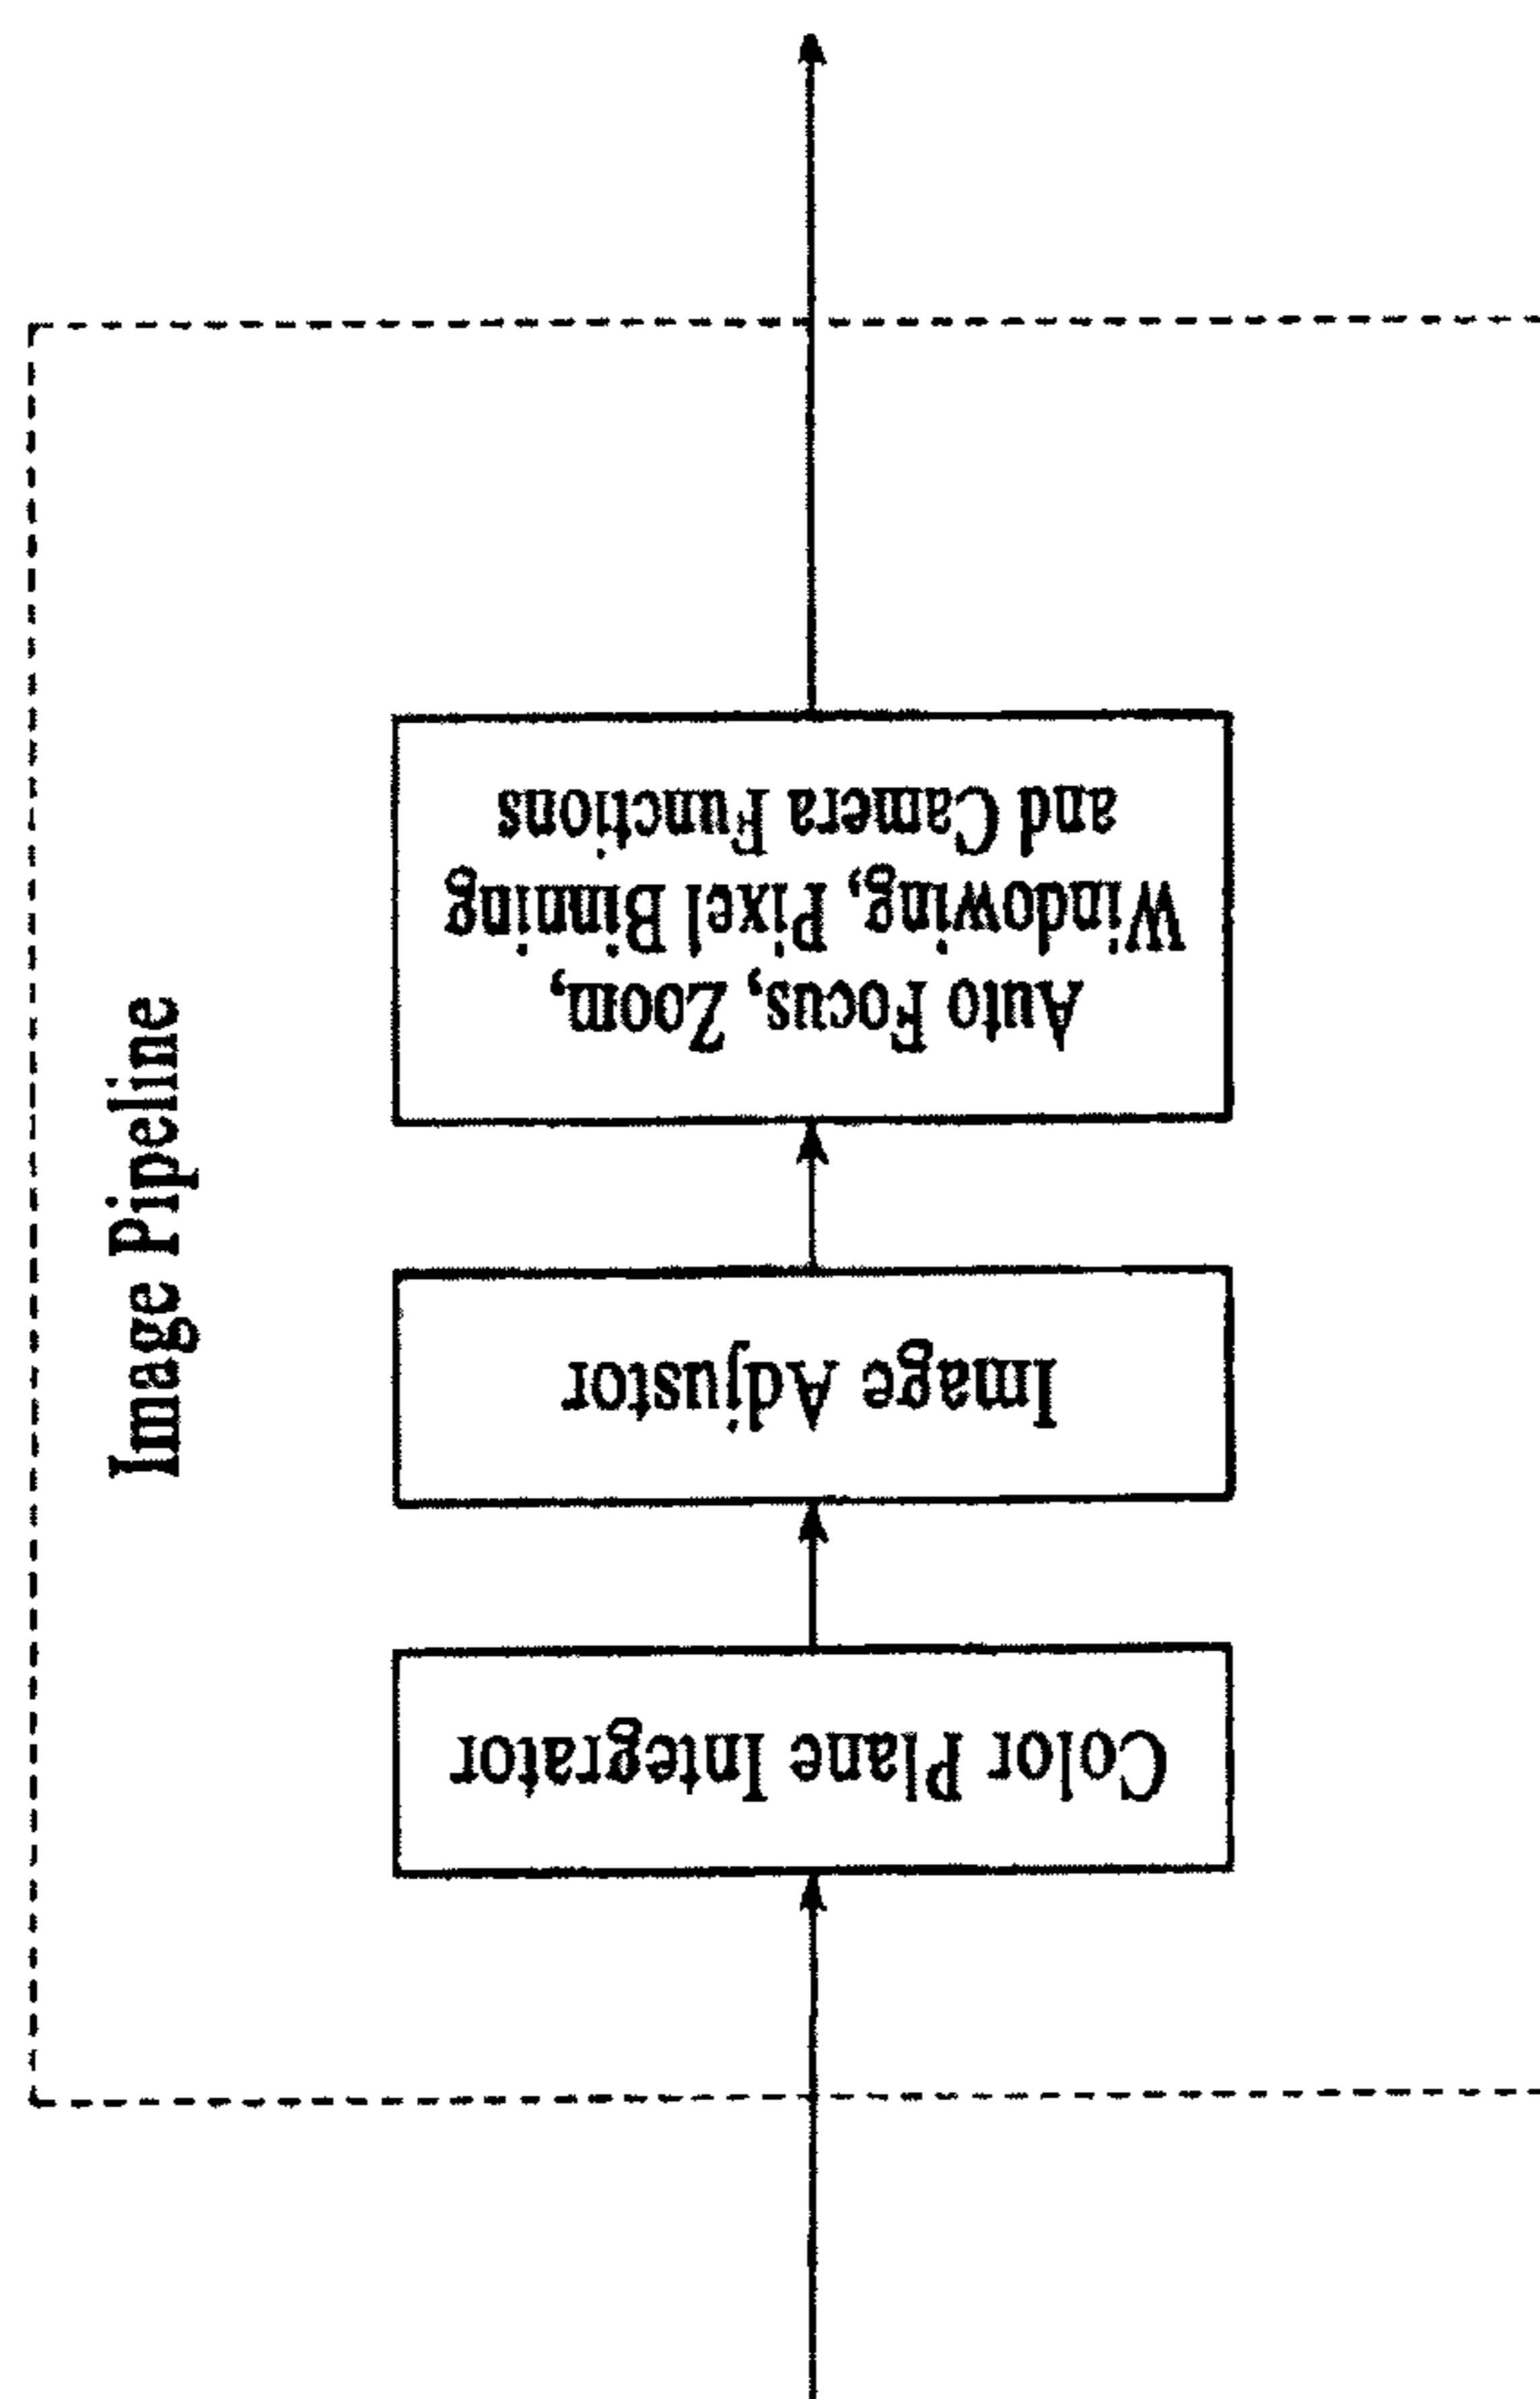 Image Pipeline
Color Plane Integrator
Image Adjustor
Auto Focus, Zoom,
Windowing, Pixel Binning
and Camera Functions